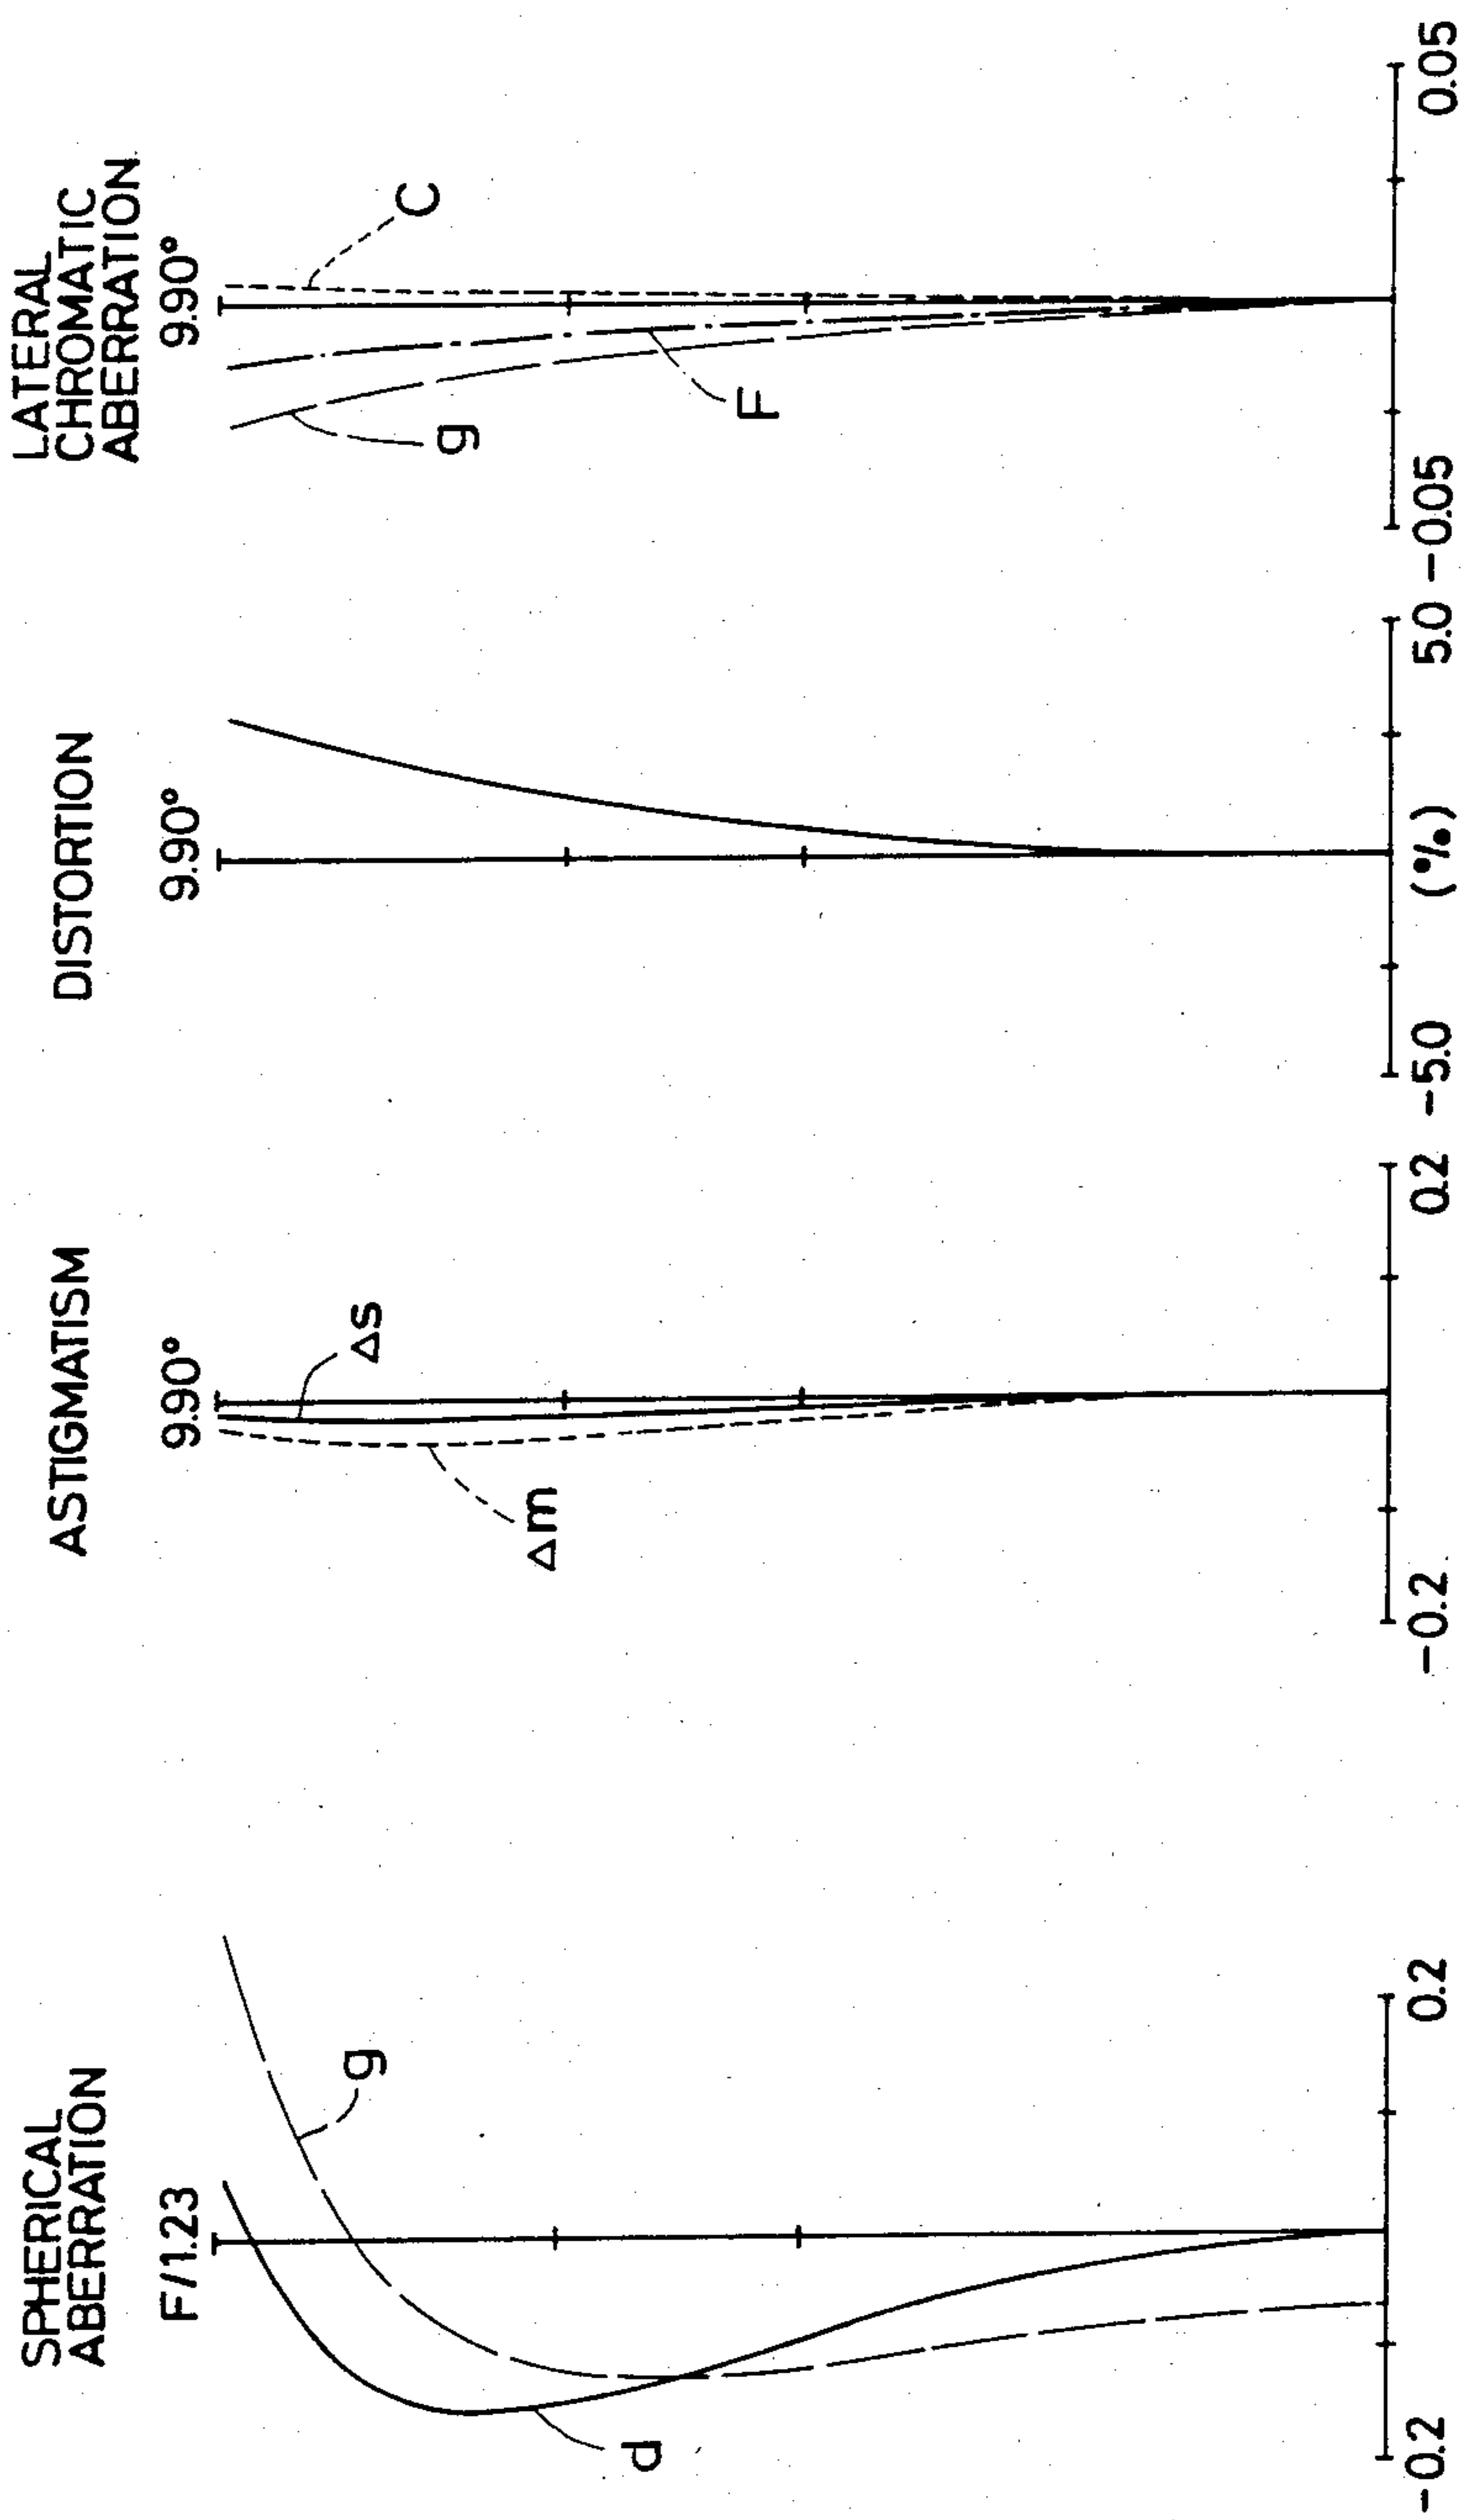 SPHERICAL
ABERRATION
F/1.23
g
d
-0.2
0.2
ASTIGMATISM
9.90°
Δs
Δm
-0.2
0.2
DISTORTION
9.90°
-5.0
(%)
5.0
LATERAL
CHROMATIC
ABERRATION
9.90°
C
g
F
-0.05
0.05